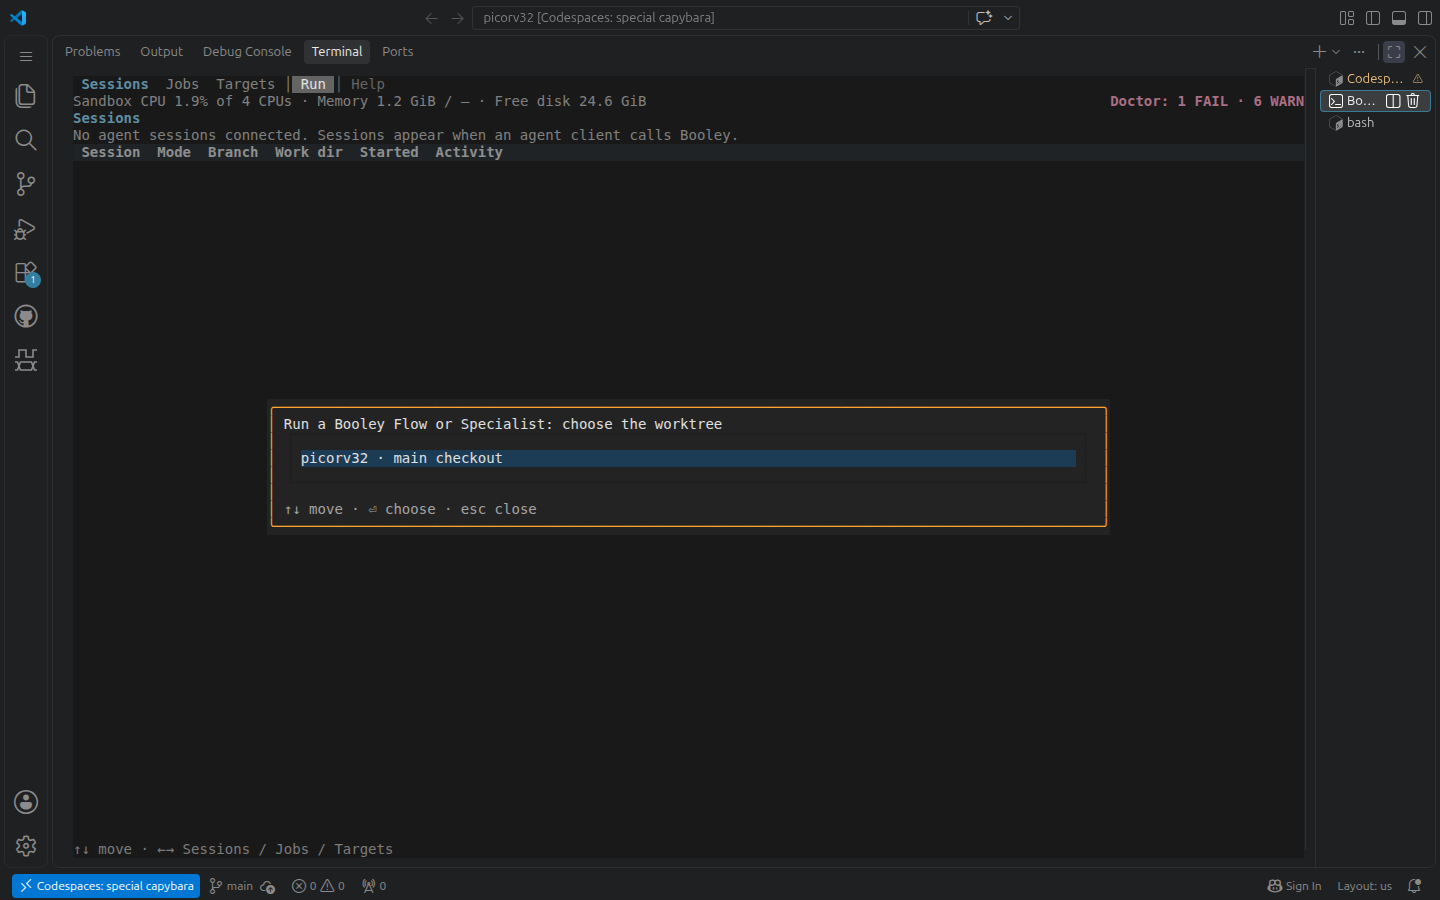 picorv32 [Codespaces: special capybara]
Problems Output Debug Console Terminal Ports
Sessions Jobs Targets Run Help
Sandbox CPU 1.9% of 4 CPUs · Memory 1.2 GiB / — · Free disk 24.6 GiB Doctor: 1 FAIL · 6 WARN
Sessions
No agent sessions connected. Sessions appear when an agent client calls Booley.
Session Mode Branch Work dir Started Activity
Codesp...
Bo...
bash
1
Run a Booley Flow or Specialist: choose the worktree
picorv32 · main checkout
↑↓ move · ⏎ choose · esc close
↑↓ move · ←→ Sessions / Jobs / Targets
Codespaces: special capybara main 0 0 0 Sign In Layout: us